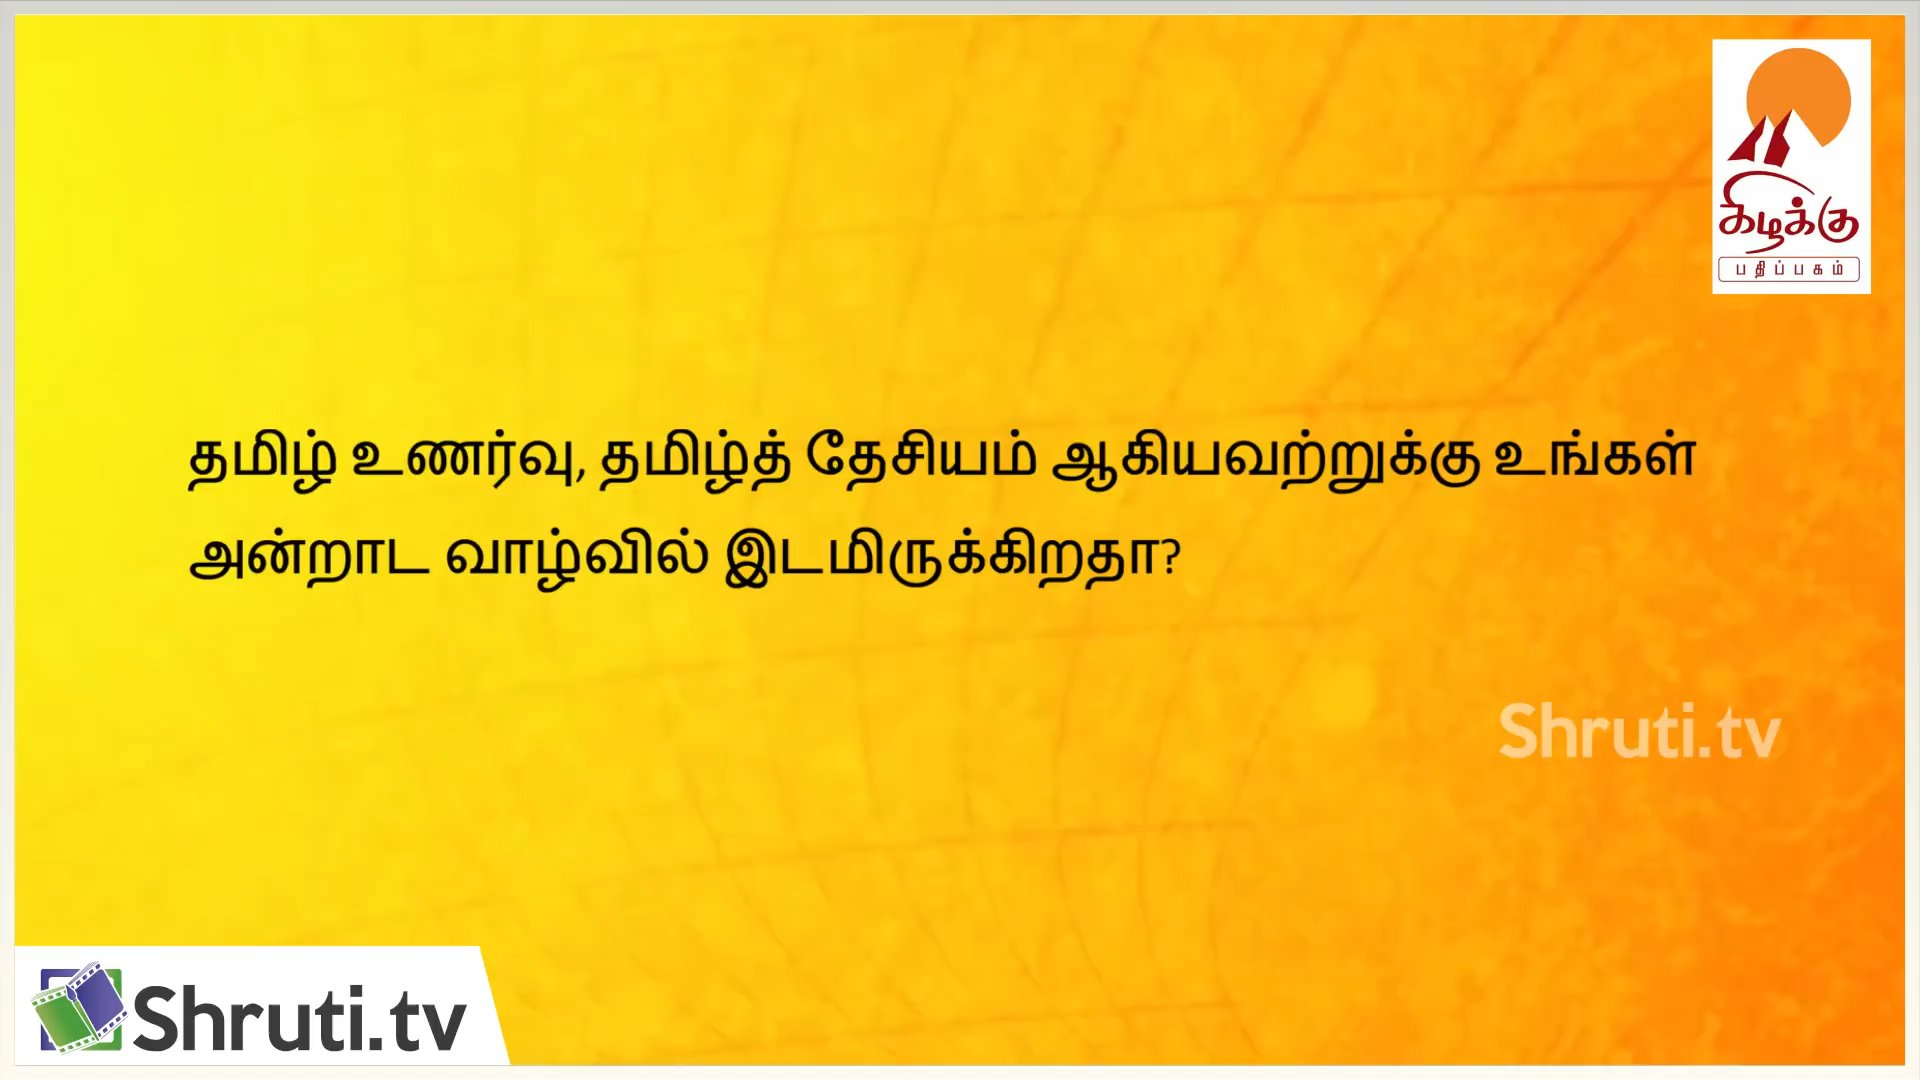 கிழக்கு
பதிப்பகம்
தமிழ் உணர்வு, தமிழ்த் தேசியம் ஆகியவற்றுக்கு உங்கள்
அன்றாட வாழ்வில் இடமிருக்கிறதா?
Shruti.tv
Shruti.tv